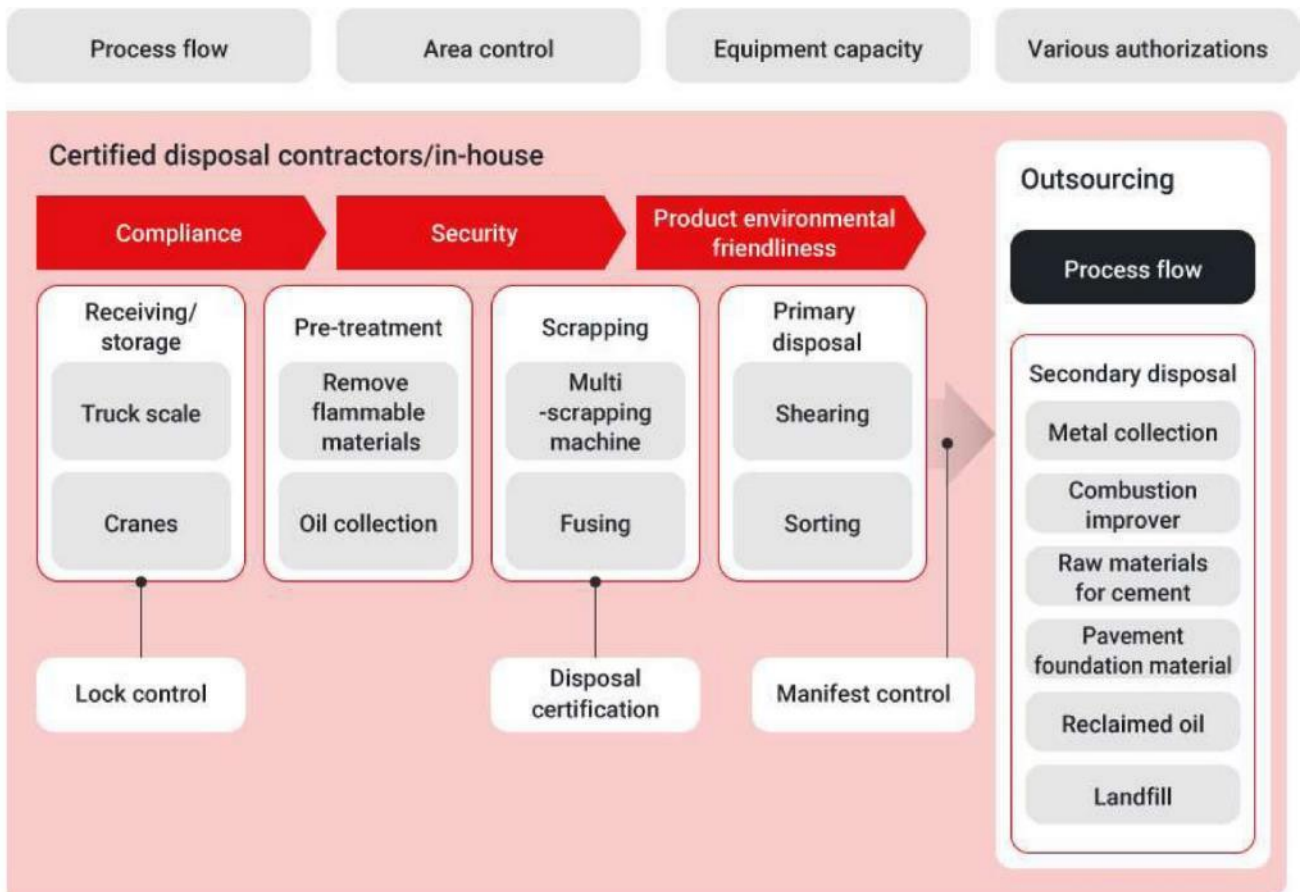 Process flow
Area control
Equipment capacity
Various authorizations
Certified disposal contractors/in-house
Compliance
Security
Product environmental
friendliness
Receiving/
storage
Truck scale
Cranes
Pre-treatment
Remove
flammable
materials
Oil collection
Scrapping
Multi
-scrapping
machine
Fusing
Primary
disposal
Shearing
Sorting
Lock control
Disposal
certification
Manifest control
Outsourcing
Process flow
Secondary disposal
Metal collection
Combustion
improver
Raw materials
for cement
Pavement
foundation material
Reclaimed oil
Landfill